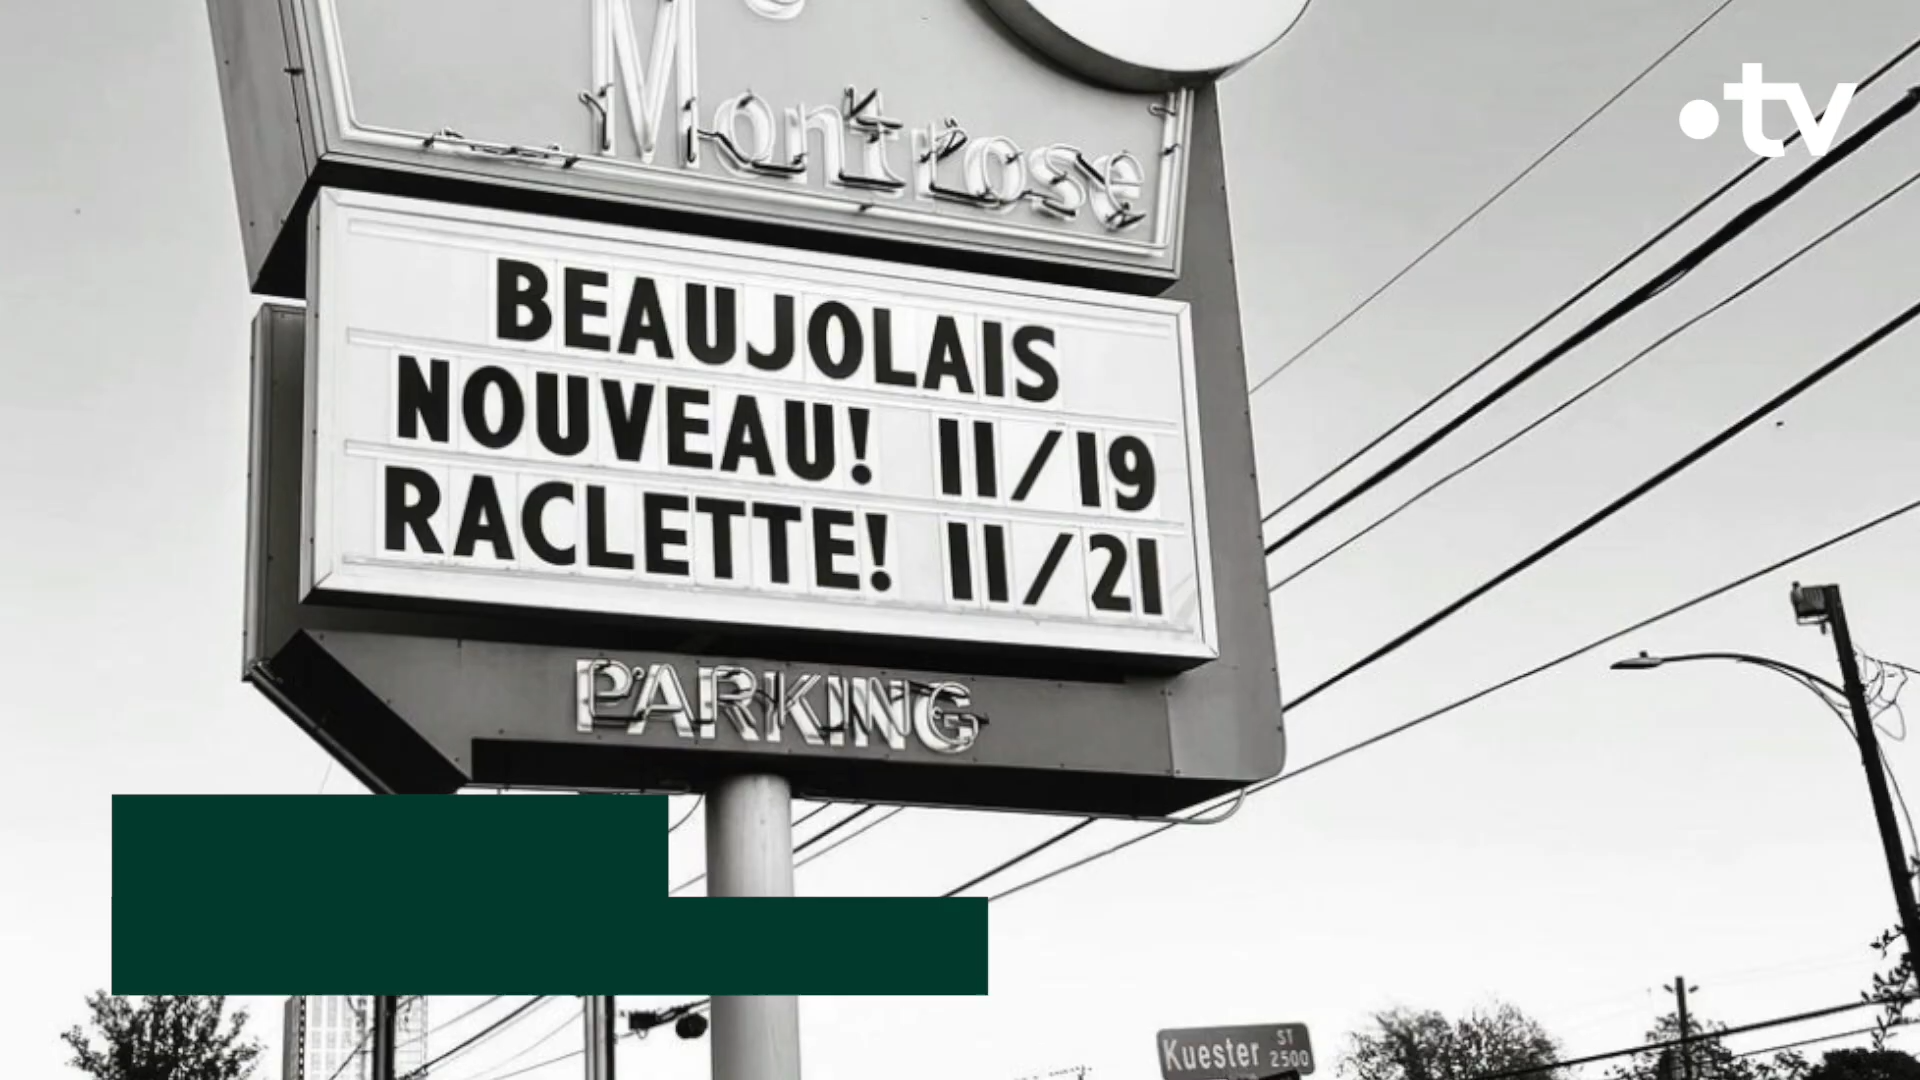 Montrose
.tv
BEAUJOLAIS
NOUVEAU! 11/19
RACLETTE! 11/21
PARKING
Kuester ST 2500